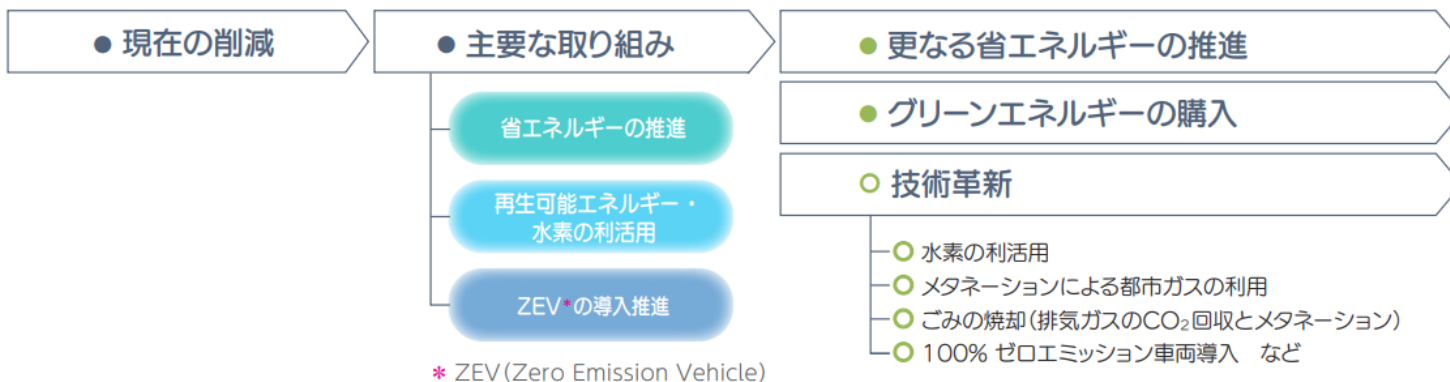 ● 現在の削減
● 主要な取り組み
省エネルギーの推進
再生可能エネルギー・
水素の利活用
ZEV*の導入推進
* ZEV(Zero Emission Vehicle)
● 更なる省エネルギーの推進
● グリーンエネルギーの購入
○ 技術革新
○ 水素の利活用
○ メタネーションによる都市ガスの利用
○ ごみの焼却(排気ガスのCO₂回収とメタネーション)
○ 100% ゼロエミッション車両導入　など